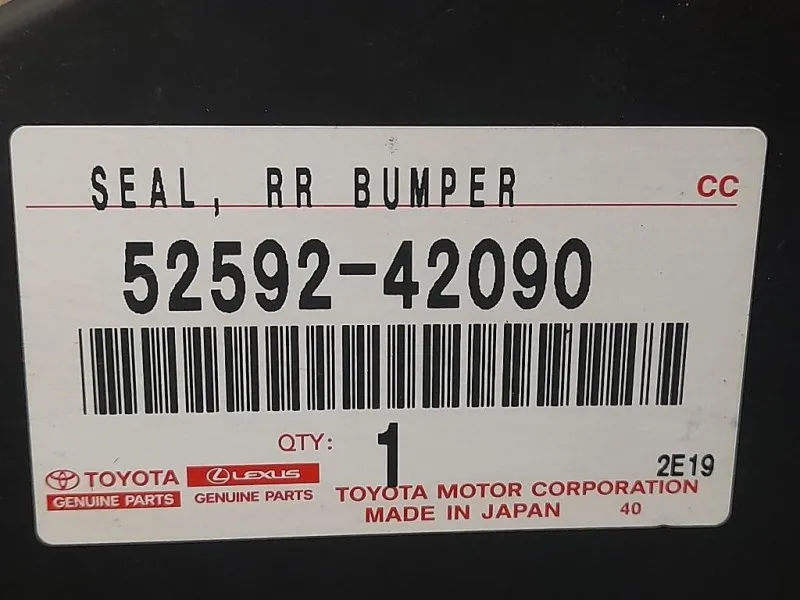 SEAL, RR BUMPER
CC
52592-42090
QTY: 1
2E19
TOYOTA
GENUINE PARTS
LEXUS
GENUINE PARTS
TOYOTA MOTOR CORPORATION
MADE IN JAPAN 40